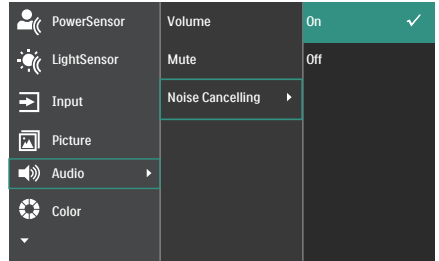 PowerSensor
LightSensor
Input
Picture
Audio
Color
Volume
Mute
Noise Cancelling
On
Off